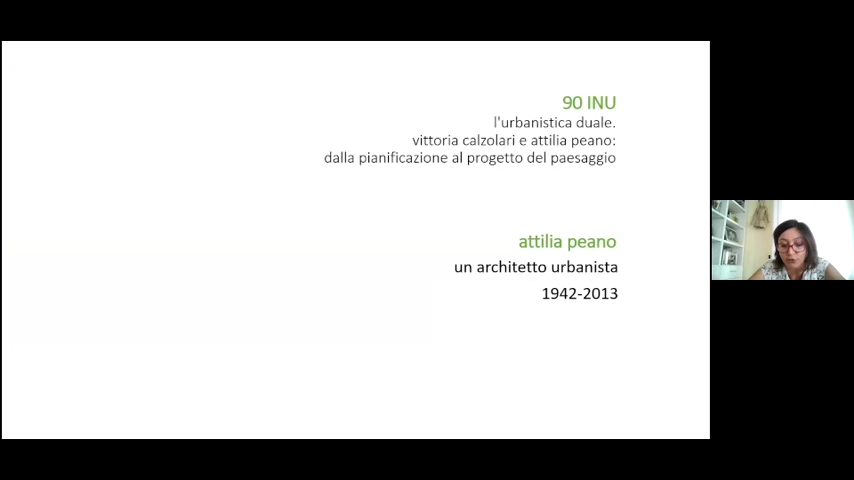 90 INU
l'urbanistica duale.
vittoria calzolari e attilia peano:
dalla pianificazione al progetto del paesaggio
attilia peano
un architetto urbanista
1942-2013